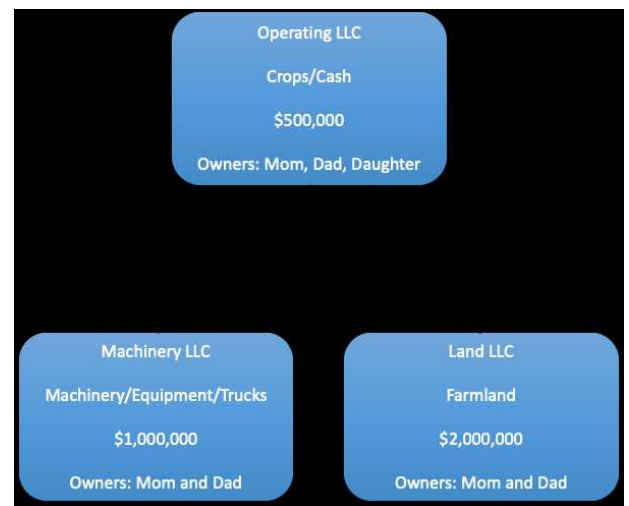 Operating LLC
Crops/Cash
$500,000
Owners: Mom, Dad, Daughter
Machinery LLC
Machinery/Equipment/Trucks
$1,000,000
Owners: Mom and Dad
Land LLC
Farmland
$2,000,000
Owners: Mom and Dad